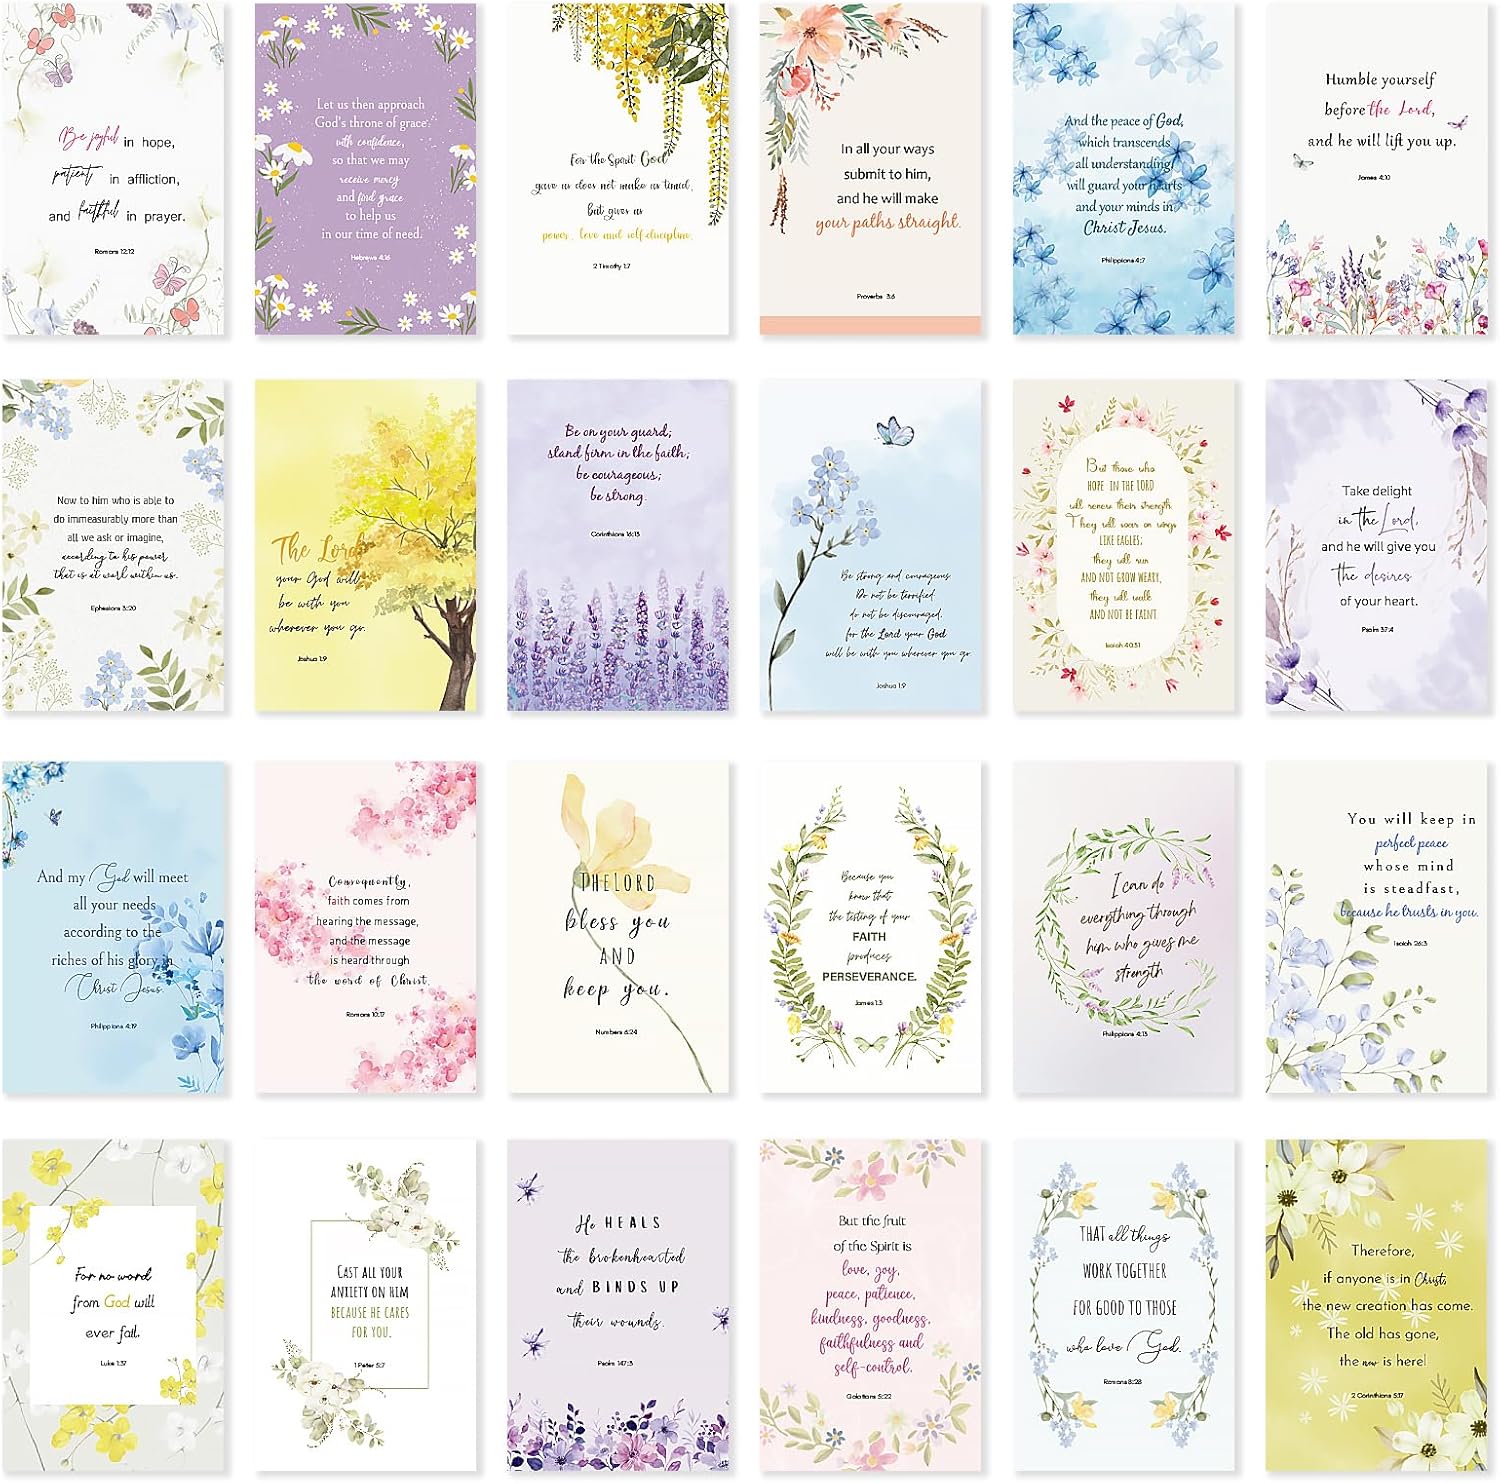 Be joyful in hope,
patient in affliction,
and faithful in prayer.
Romans 12:12
Let us then approach
God's throne of grace
with confidence,
so that we may
receive mercy
and find grace
to help us
in our time of need.
Hebrews 4:16
For the Spirit God
gave us does not make us timid,
but gives us
power, love and self-discipline.
2 Timothy 1:7
In all your ways
submit to him,
and he will make
your paths straight.
Proverbs 3:6
And the peace of God,
which transcends
all understanding,
will guard your hearts
and your minds in
Christ Jesus.
Philippians 4:7
Humble yourself
before the Lord,
and he will lift you up.
James 4:10
Now to him who is able to
do immeasurably more than
all we ask or imagine,
according to his power
that is at work within us.
Ephesians 3:20
The Lord
your God will
be with you
wherever you go.
Joshua 1:9
Be on your guard;
stand firm in the faith;
be courageous;
be strong.
Corinthians 16:13
Be strong and courageous.
Do not be terrified,
do not be discouraged,
for the Lord your God
will be with you wherever you go.
Joshua 1:9
But those who
HOPE IN THE LORD
will renew their strength.
They will soar on wings
LIKE EAGLES;
they will run
AND NOT GROW WEARY,
they will walk
AND NOT BE FAINT.
Isaiah 40:31
Take delight
in the Lord,
and he will give you
the desires
of your heart.
Psalm 37:4
And my God will meet
all your needs
according to the
riches of his glory in
Christ Jesus.
Philippians 4:19
Consequently,
faith comes from
hearing the message,
and the message
is heard through
the word of Christ.
Romans 10:17
THE LORD
bless you
AND
keep you.
Numbers 6:24
Because you
know that
the testing of your
FAITH
produces
PERSEVERANCE.
James 1:3
I can do
everything through
him who gives me
strength
Philippians 4:13
You will keep in
perfect peace
whose mind
is steadfast,
because he trusts in you.
Isaiah 26:3
For no word
from God will
ever fail.
Luke 1:37
CAST ALL YOUR
ANXIETY ON HIM
BECAUSE HE CARES
FOR YOU.
1 Peter 5:7
He HEALS
the brokenhearted
and BINDS UP
their wounds.
Psalm 147:3
But the fruit
of the Spirit is
love, joy,
peace, patience,
kindness, goodness,
faithfulness and
self-control.
Galatians 5:22
THAT all things
WORK TOGETHER
FOR GOOD TO THOSE
who love God.
Romans 8:28
Therefore,
if anyone is in Christ,
the new creation has come.
The old has gone,
the new is here!
2 Corinthians 5:17